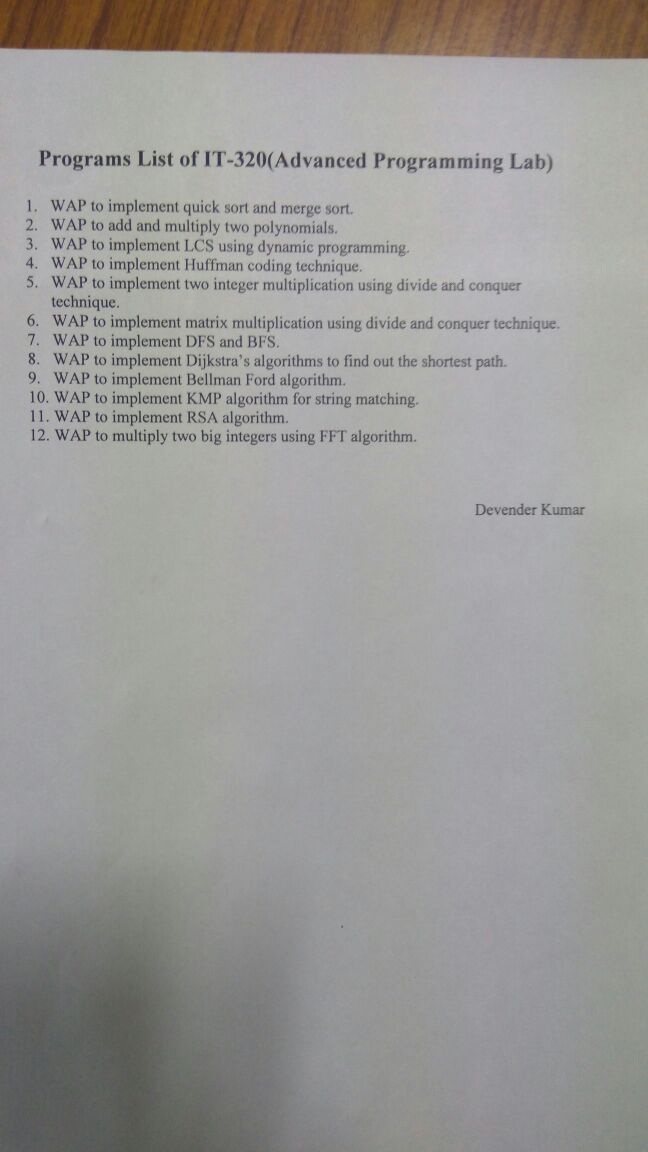 Programs List of IT-320(Advanced Programming Lab)
1. WAP to implement quick sort and merge sort.
2. WAP to add and multiply two polynomials.
3. WAP to implement LCS using dynamic programming.
4. WAP to implement Huffman coding technique.
5. WAP to implement two integer multiplication using divide and conquer
technique.
6. WAP to implement matrix multiplication using divide and conquer technique.
7. WAP to implement DFS and BFS.
8. WAP to implement Dijkstra's algorithms to find out the shortest path.
9. WAP to implement Bellman Ford algorithm.
10. WAP to implement KMP algorithm for string matching.
11. WAP to implement RSA algorithm.
12. WAP to multiply two big integers using FFT algorithm.
Devender Kumar